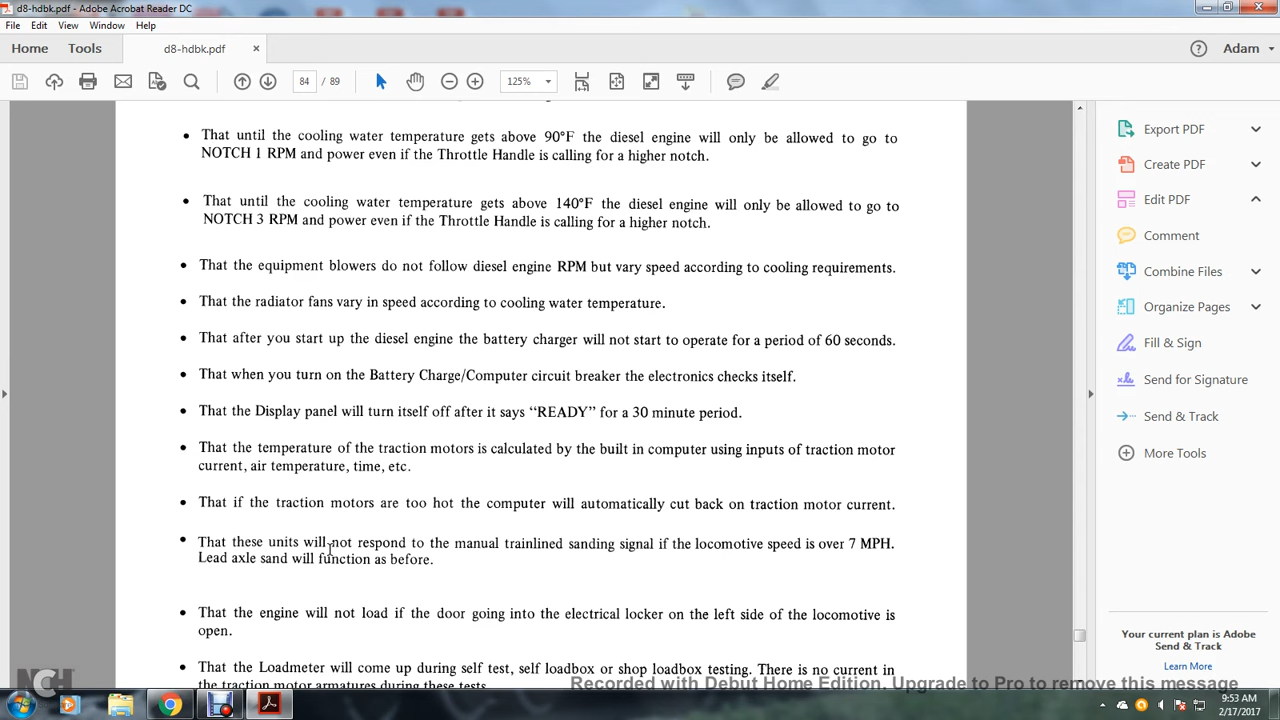 d8-hdbk.pdf - Adobe Acrobat Reader DC
File Edit View Window Help
Home Tools d8-hdbk.pdf × Adam
84 / 89 125%
• That until the cooling water temperature gets above 90°F the diesel engine will only be allowed to go to
NOTCH 1 RPM and power even if the Throttle Handle is calling for a higher notch.
• That until the cooling water temperature gets above 140°F the diesel engine will only be allowed to go to
NOTCH 3 RPM and power even if the Throttle Handle is calling for a higher notch.
• That the equipment blowers do not follow diesel engine RPM but vary speed according to cooling requirements.
• That the radiator fans vary in speed according to cooling water temperature.
• That after you start up the diesel engine the battery charger will not start to operate for a period of 60 seconds.
• That when you turn on the Battery Charge/Computer circuit breaker the electronics checks itself.
• That the Display panel will turn itself off after it says “READY” for a 30 minute period.
• That the temperature of the traction motors is calculated by the built in computer using inputs of traction motor
current, air temperature, time, etc.
• That if the traction motors are too hot the computer will automatically cut back on traction motor current.
• That these units will not respond to the manual trainlined sanding signal if the locomotive speed is over 7 MPH.
Lead axle sand will function as before.
• That the engine will not load if the door going into the electrical locker on the left side of the locomotive is
open.
• That the Loadmeter will come up during self test, self loadbox or shop loadbox testing. There is no current in
the traction motor armatures during these tests.
Export PDF
Create PDF
Edit PDF
Comment
Combine Files
Organize Pages
Fill & Sign
Send for Signature
Send & Track
More Tools
Your current plan is Adobe
Send & Track
Learn More
NCH
Recorded with Debut Home Edition. Upgrade to Pro to remove this message
9:53 AM
2/17/2017